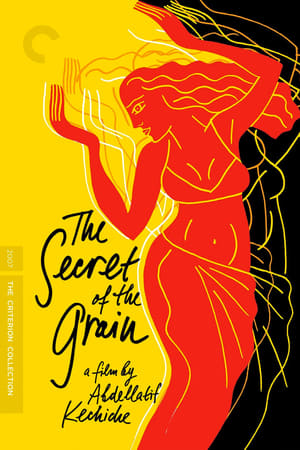 The
Secret
of the
Grain
a film by
Abdellatif
Kechiche
2007
THE CRITERION COLLECTION